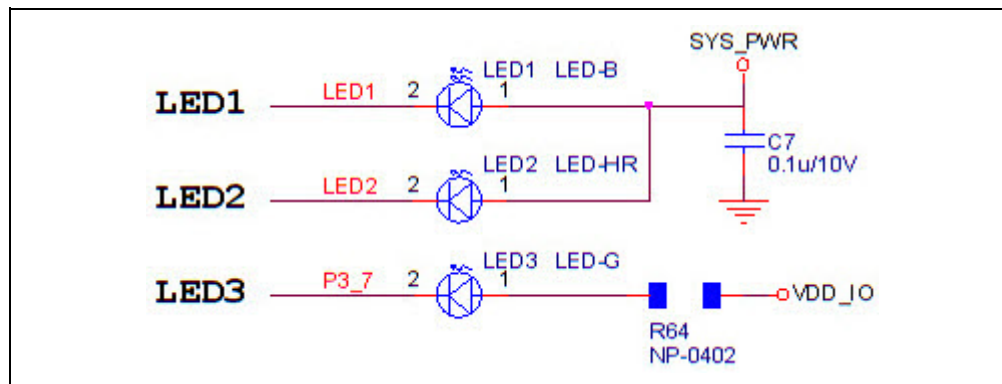 SYS_PWR
LED1 LED1 2 LED1 LED-B 1
C7
0.1u/10V
LED2 LED2 2 LED2 LED-HR 1
LED3 P3_7 2 LED3 LED-G 1
VDD_IO
R64
NP-0402